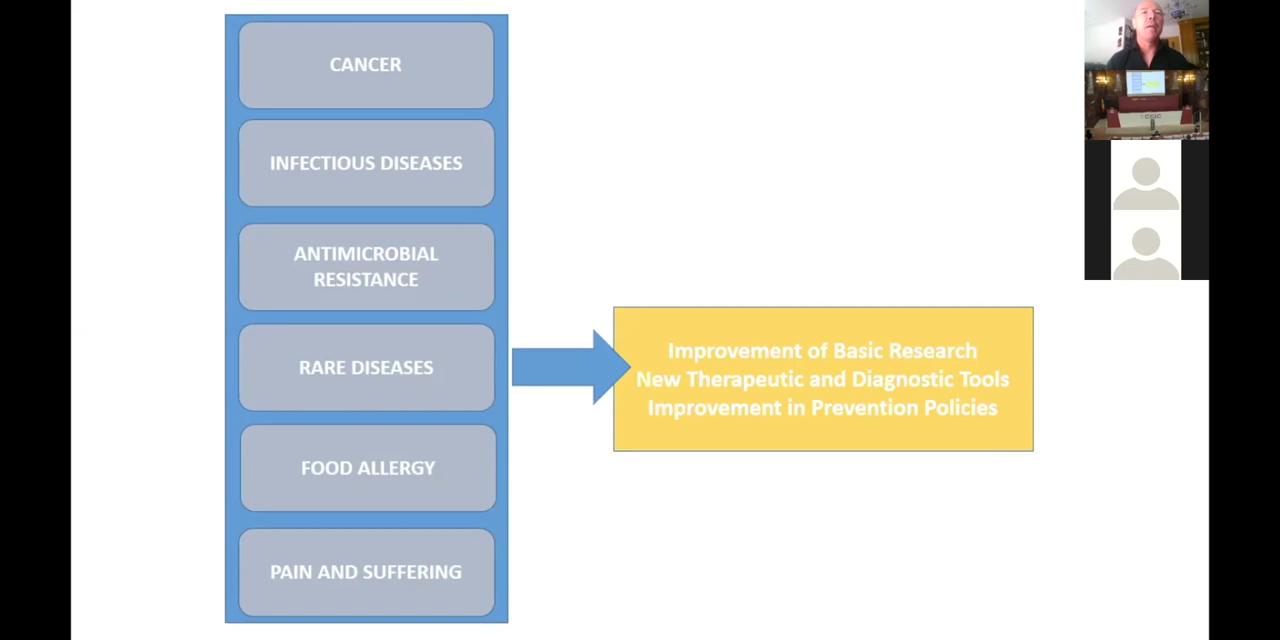 CANCER
INFECTIOUS DISEASES
ANTIMICROBIAL
RESISTANCE
RARE DISEASES
FOOD ALLERGY
PAIN AND SUFFERING
Improvement of Basic Research
New Therapeutic and Diagnostic Tools
Improvement in Prevention Policies
CSIC